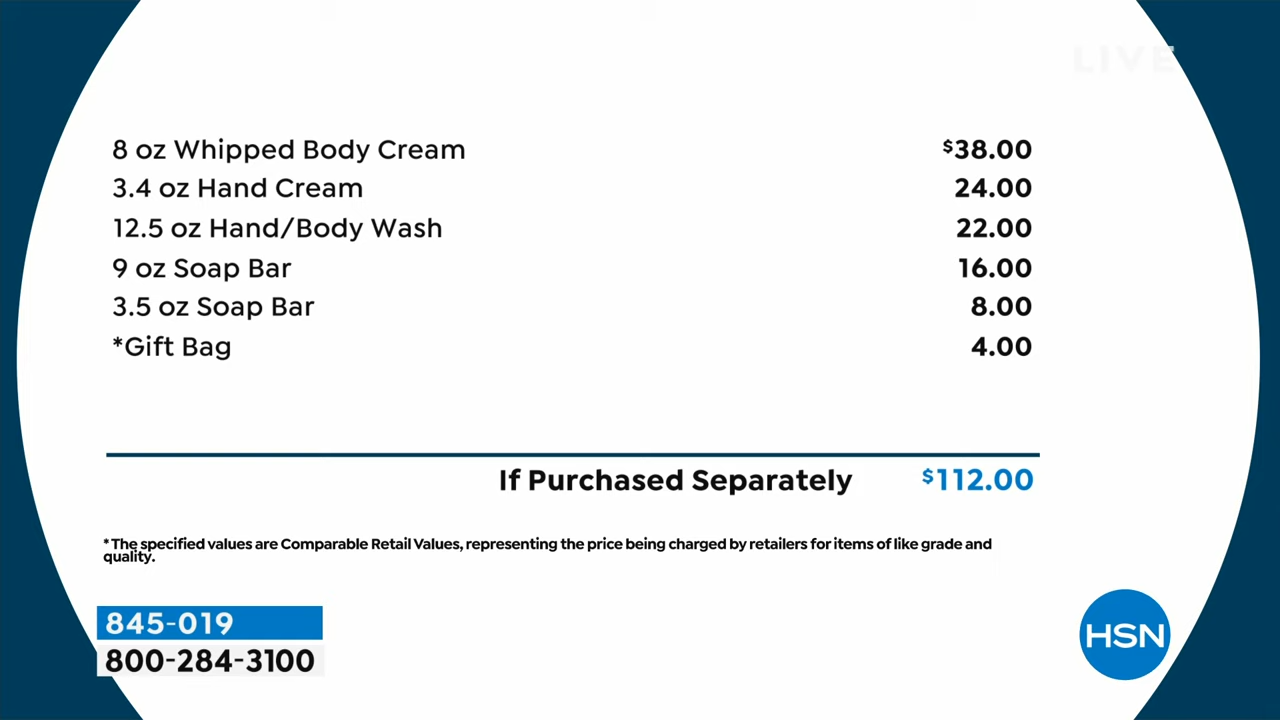 LIVE
8 oz Whipped Body Cream $38.00
3.4 oz Hand Cream 24.00
12.5 oz Hand/Body Wash 22.00
9 oz Soap Bar 16.00
3.5 oz Soap Bar 8.00
*Gift Bag 4.00
If Purchased Separately $112.00
*The specified values are Comparable Retail Values, representing the price being charged by retailers for items of like grade and
quality.
845-019
800-284-3100
HSN